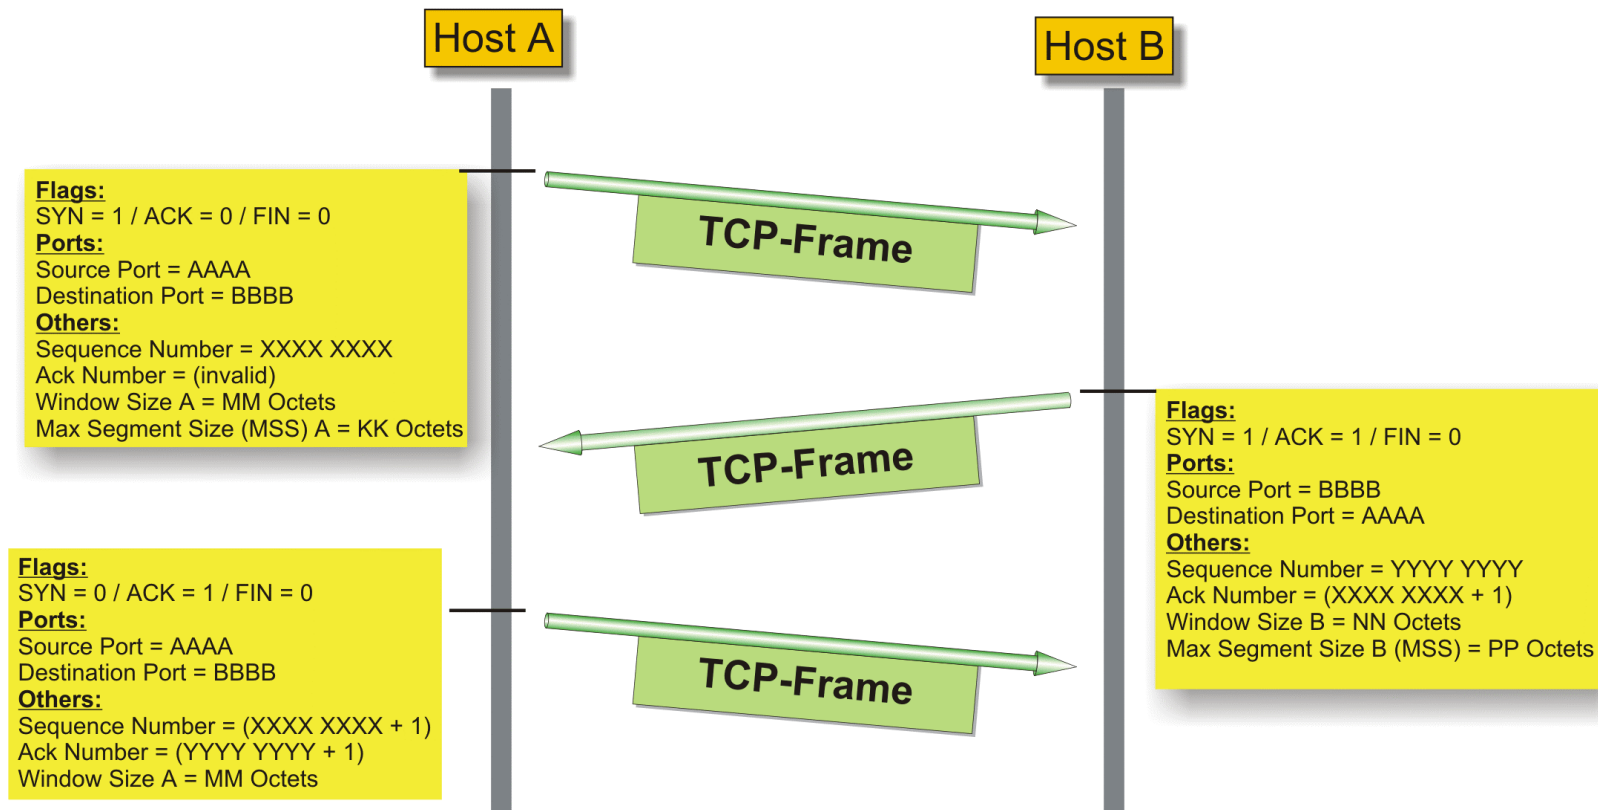 Host A
Host B
Flags:
SYN = 1 / ACK = 0 / FIN = 0
Ports:
Source Port = AAAA
Destination Port = BBBB
Others:
Sequence Number = XXXX XXXX
Ack Number = (invalid)
Window Size A = MM Octets
Max Segment Size (MSS) A = KK Octets
TCP-Frame
TCP-Frame
Flags:
SYN = 1 / ACK = 1 / FIN = 0
Ports:
Source Port = BBBB
Destination Port = AAAA
Others:
Sequence Number = YYYY YYYY
Ack Number = (XXXX XXXX + 1)
Window Size B = NN Octets
Max Segment Size B (MSS) = PP Octets
Flags:
SYN = 0 / ACK = 1 / FIN = 0
Ports:
Source Port = AAAA
Destination Port = BBBB
Others:
Sequence Number = (XXXX XXXX + 1)
Ack Number = (YYYY YYYY + 1)
Window Size A = MM Octets
TCP-Frame